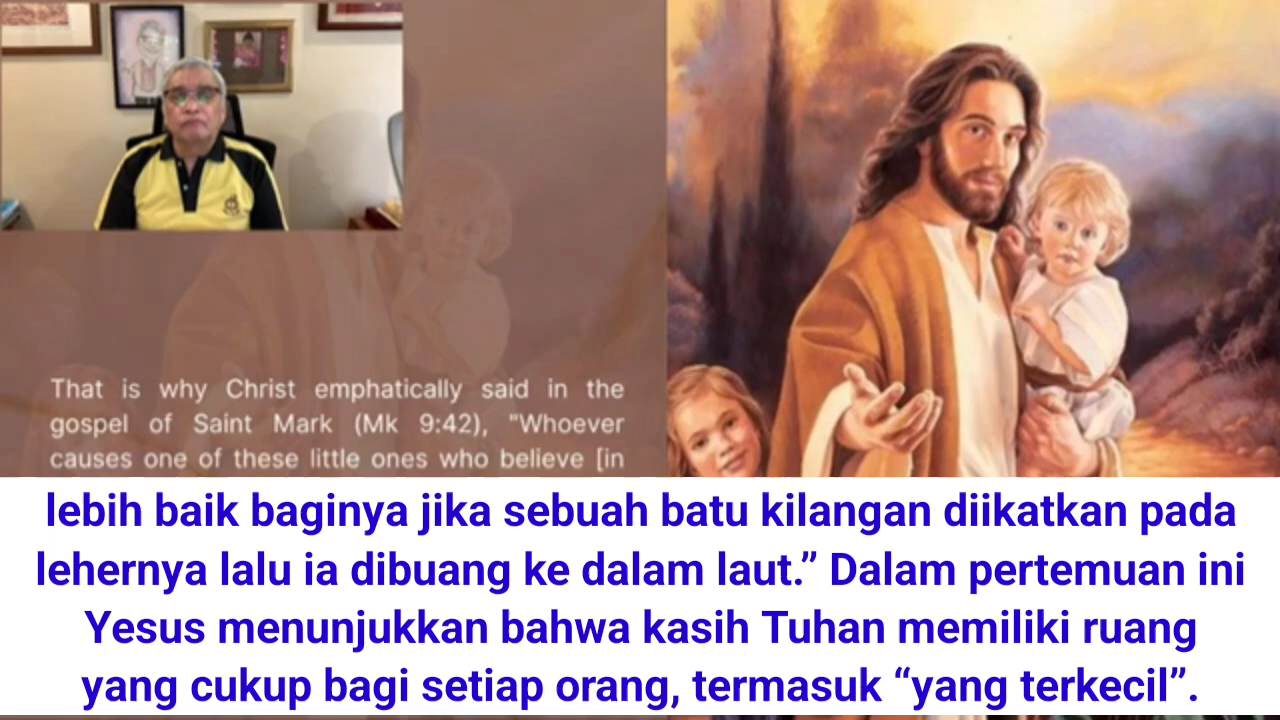 That is why Christ emphatically said in the
gospel of Saint Mark (Mk 9:42), "Whoever
causes one of these little ones who believe [in
lebih baik baginya jika sebuah batu kilangan diikatkan pada
lehernya lalu ia dibuang ke dalam laut.” Dalam pertemuan ini
Yesus menunjukkan bahwa kasih Tuhan memiliki ruang
yang cukup bagi setiap orang, termasuk “yang terkecil”.